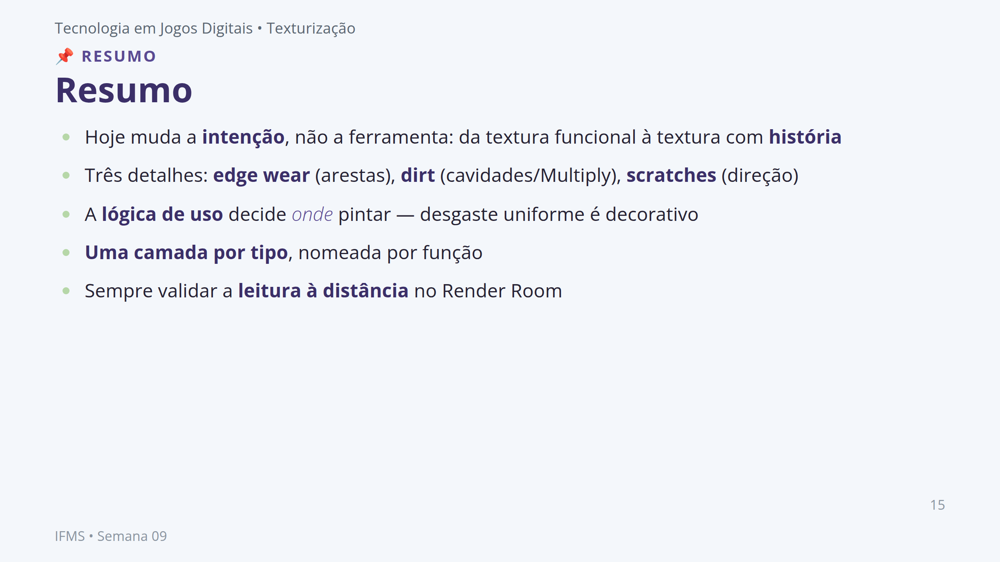 Tecnologia em Jogos Digitais • Texturização
📌 RESUMO
Resumo
• Hoje muda a intenção, não a ferramenta: da textura funcional à textura com história
• Três detalhes: edge wear (arestas), dirt (cavidades/Multiply), scratches (direção)
• A lógica de uso decide onde pintar — desgaste uniforme é decorativo
• Uma camada por tipo, nomeada por função
• Sempre validar a leitura à distância no Render Room
15
IFMS • Semana 09